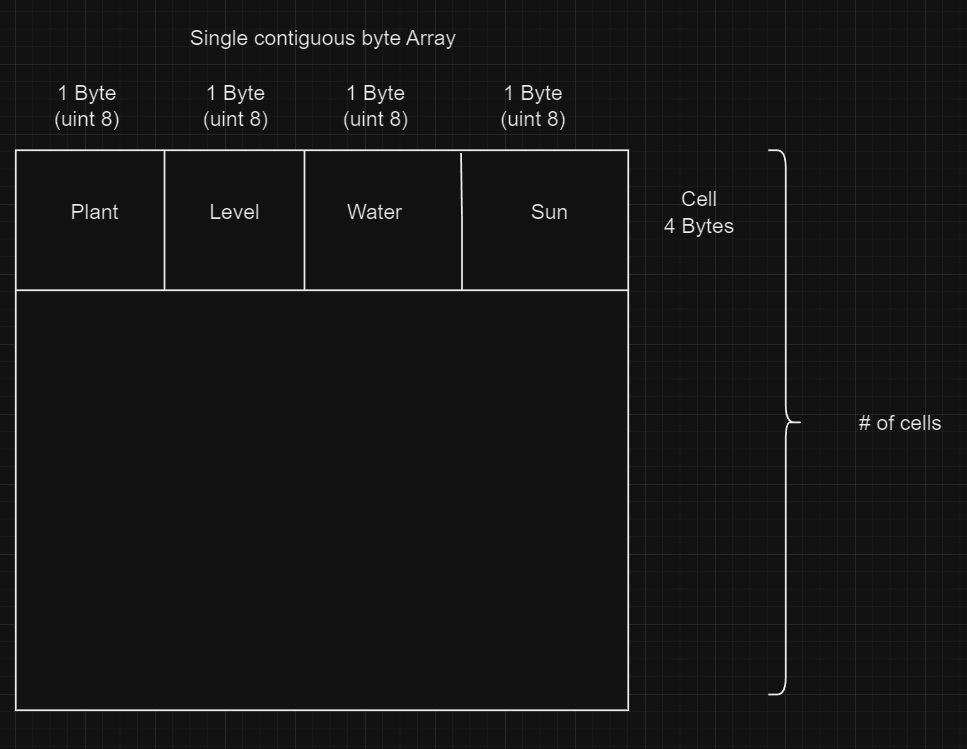 Single contiguous byte Array
1 Byte
(uint 8)
1 Byte
(uint 8)
1 Byte
(uint 8)
1 Byte
(uint 8)
Plant
Level
Water
Sun
Cell
4 Bytes
# of cells